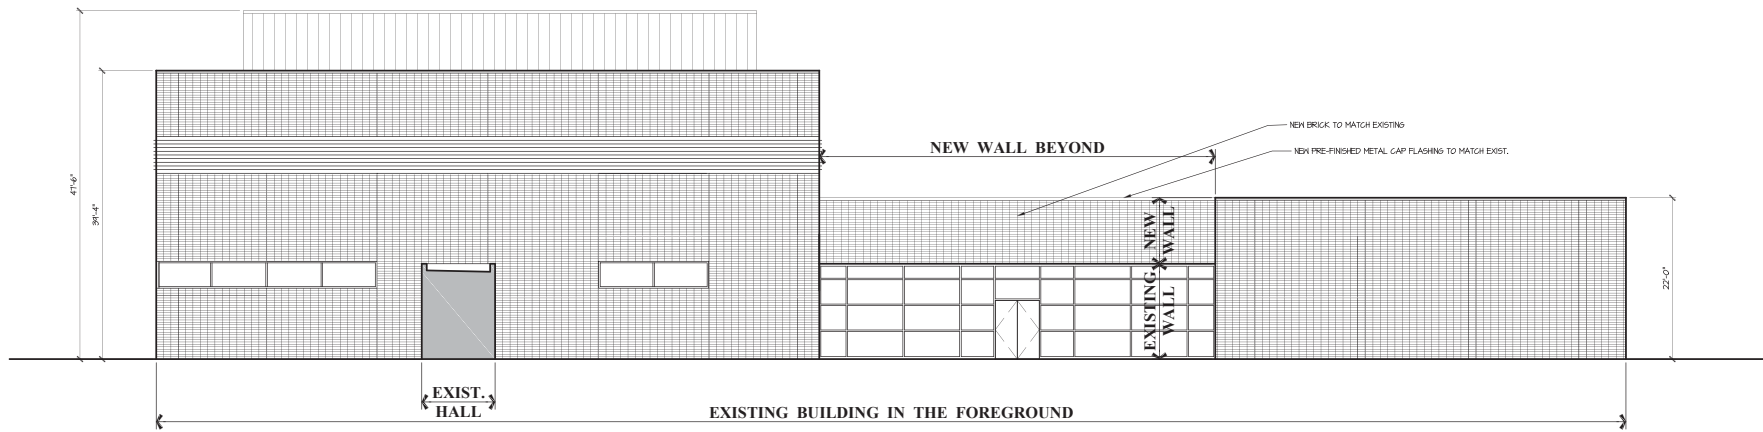 47'-6"
39'-4"
NEW BRICK TO MATCH EXISTING
NEW WALL BEYOND
NEW PRE-FINISHED METAL CAP FLASHING TO MATCH EXIST.
NEW
WALL
EXISTING
WALL
22'-0"
EXIST.
HALL
EXISTING BUILDING IN THE FOREGROUND